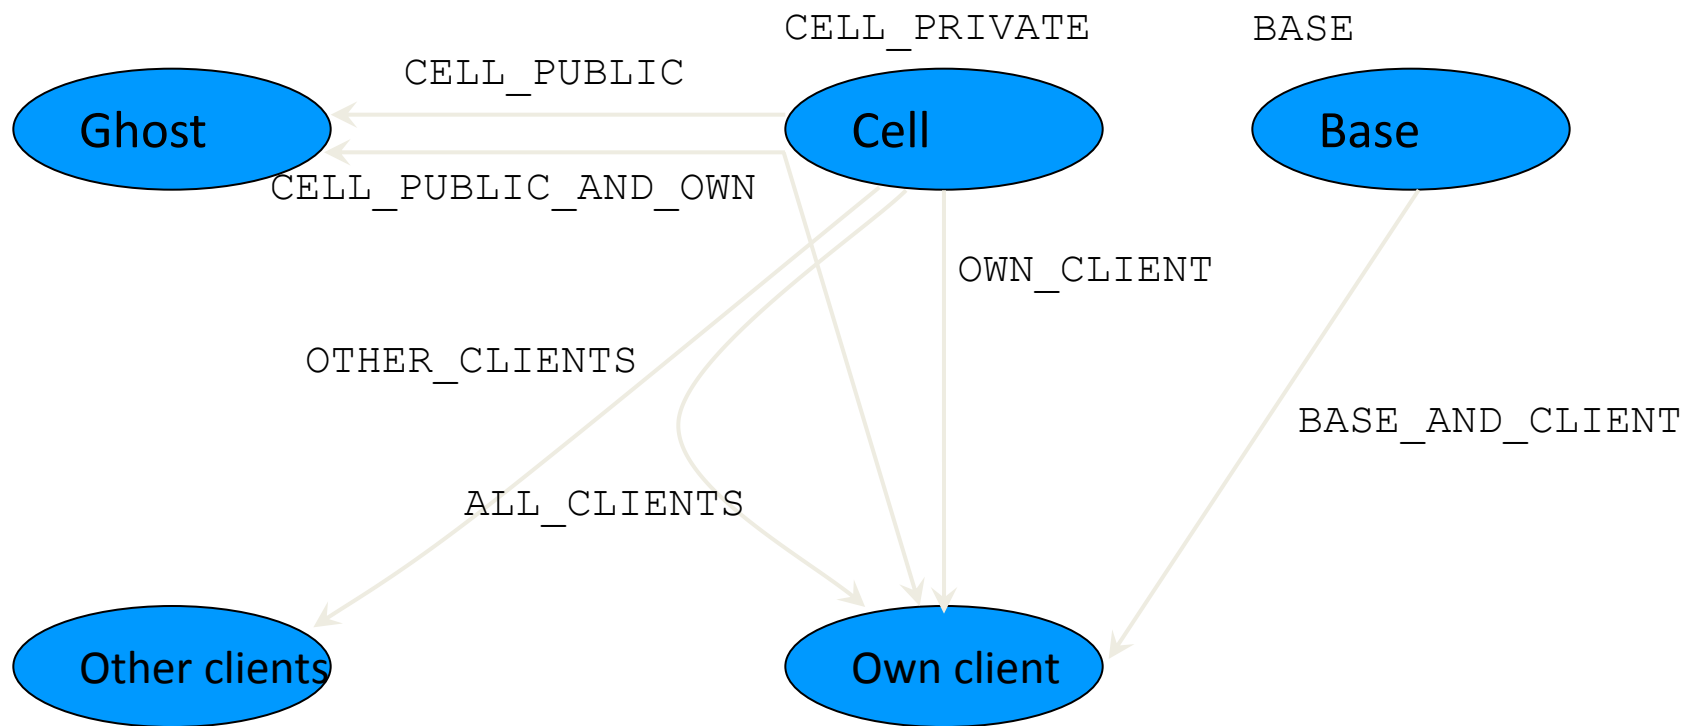 CELL_PRIVATE
BASE
CELL_PUBLIC
Ghost
Cell
Base
CELL_PUBLIC_AND_OWN
OWN_CLIENT
OTHER_CLIENTS
BASE_AND_CLIENT
ALL_CLIENTS
Other clients
Own client